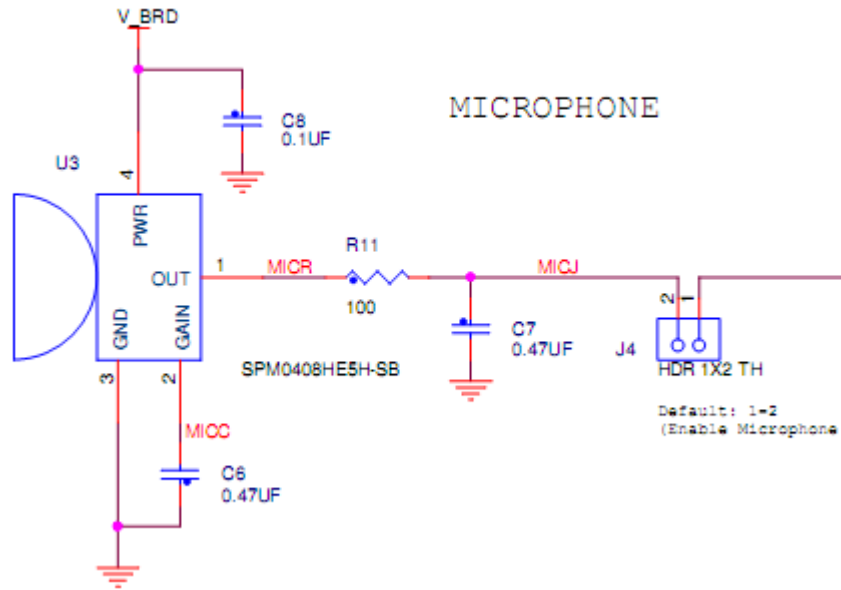 V_BRD
C8
0.1UF
MICROPHONE
U3
4
PWR
OUT
1
MICR
R11
100
MICJ
GND
GAIN
3
2
SPM0408HE5H-SB
C7
0.47UF
2
1
J4
HDR 1X2 TH
Default: 1-2
(Enable Microphone
MICC
C6
0.47UF